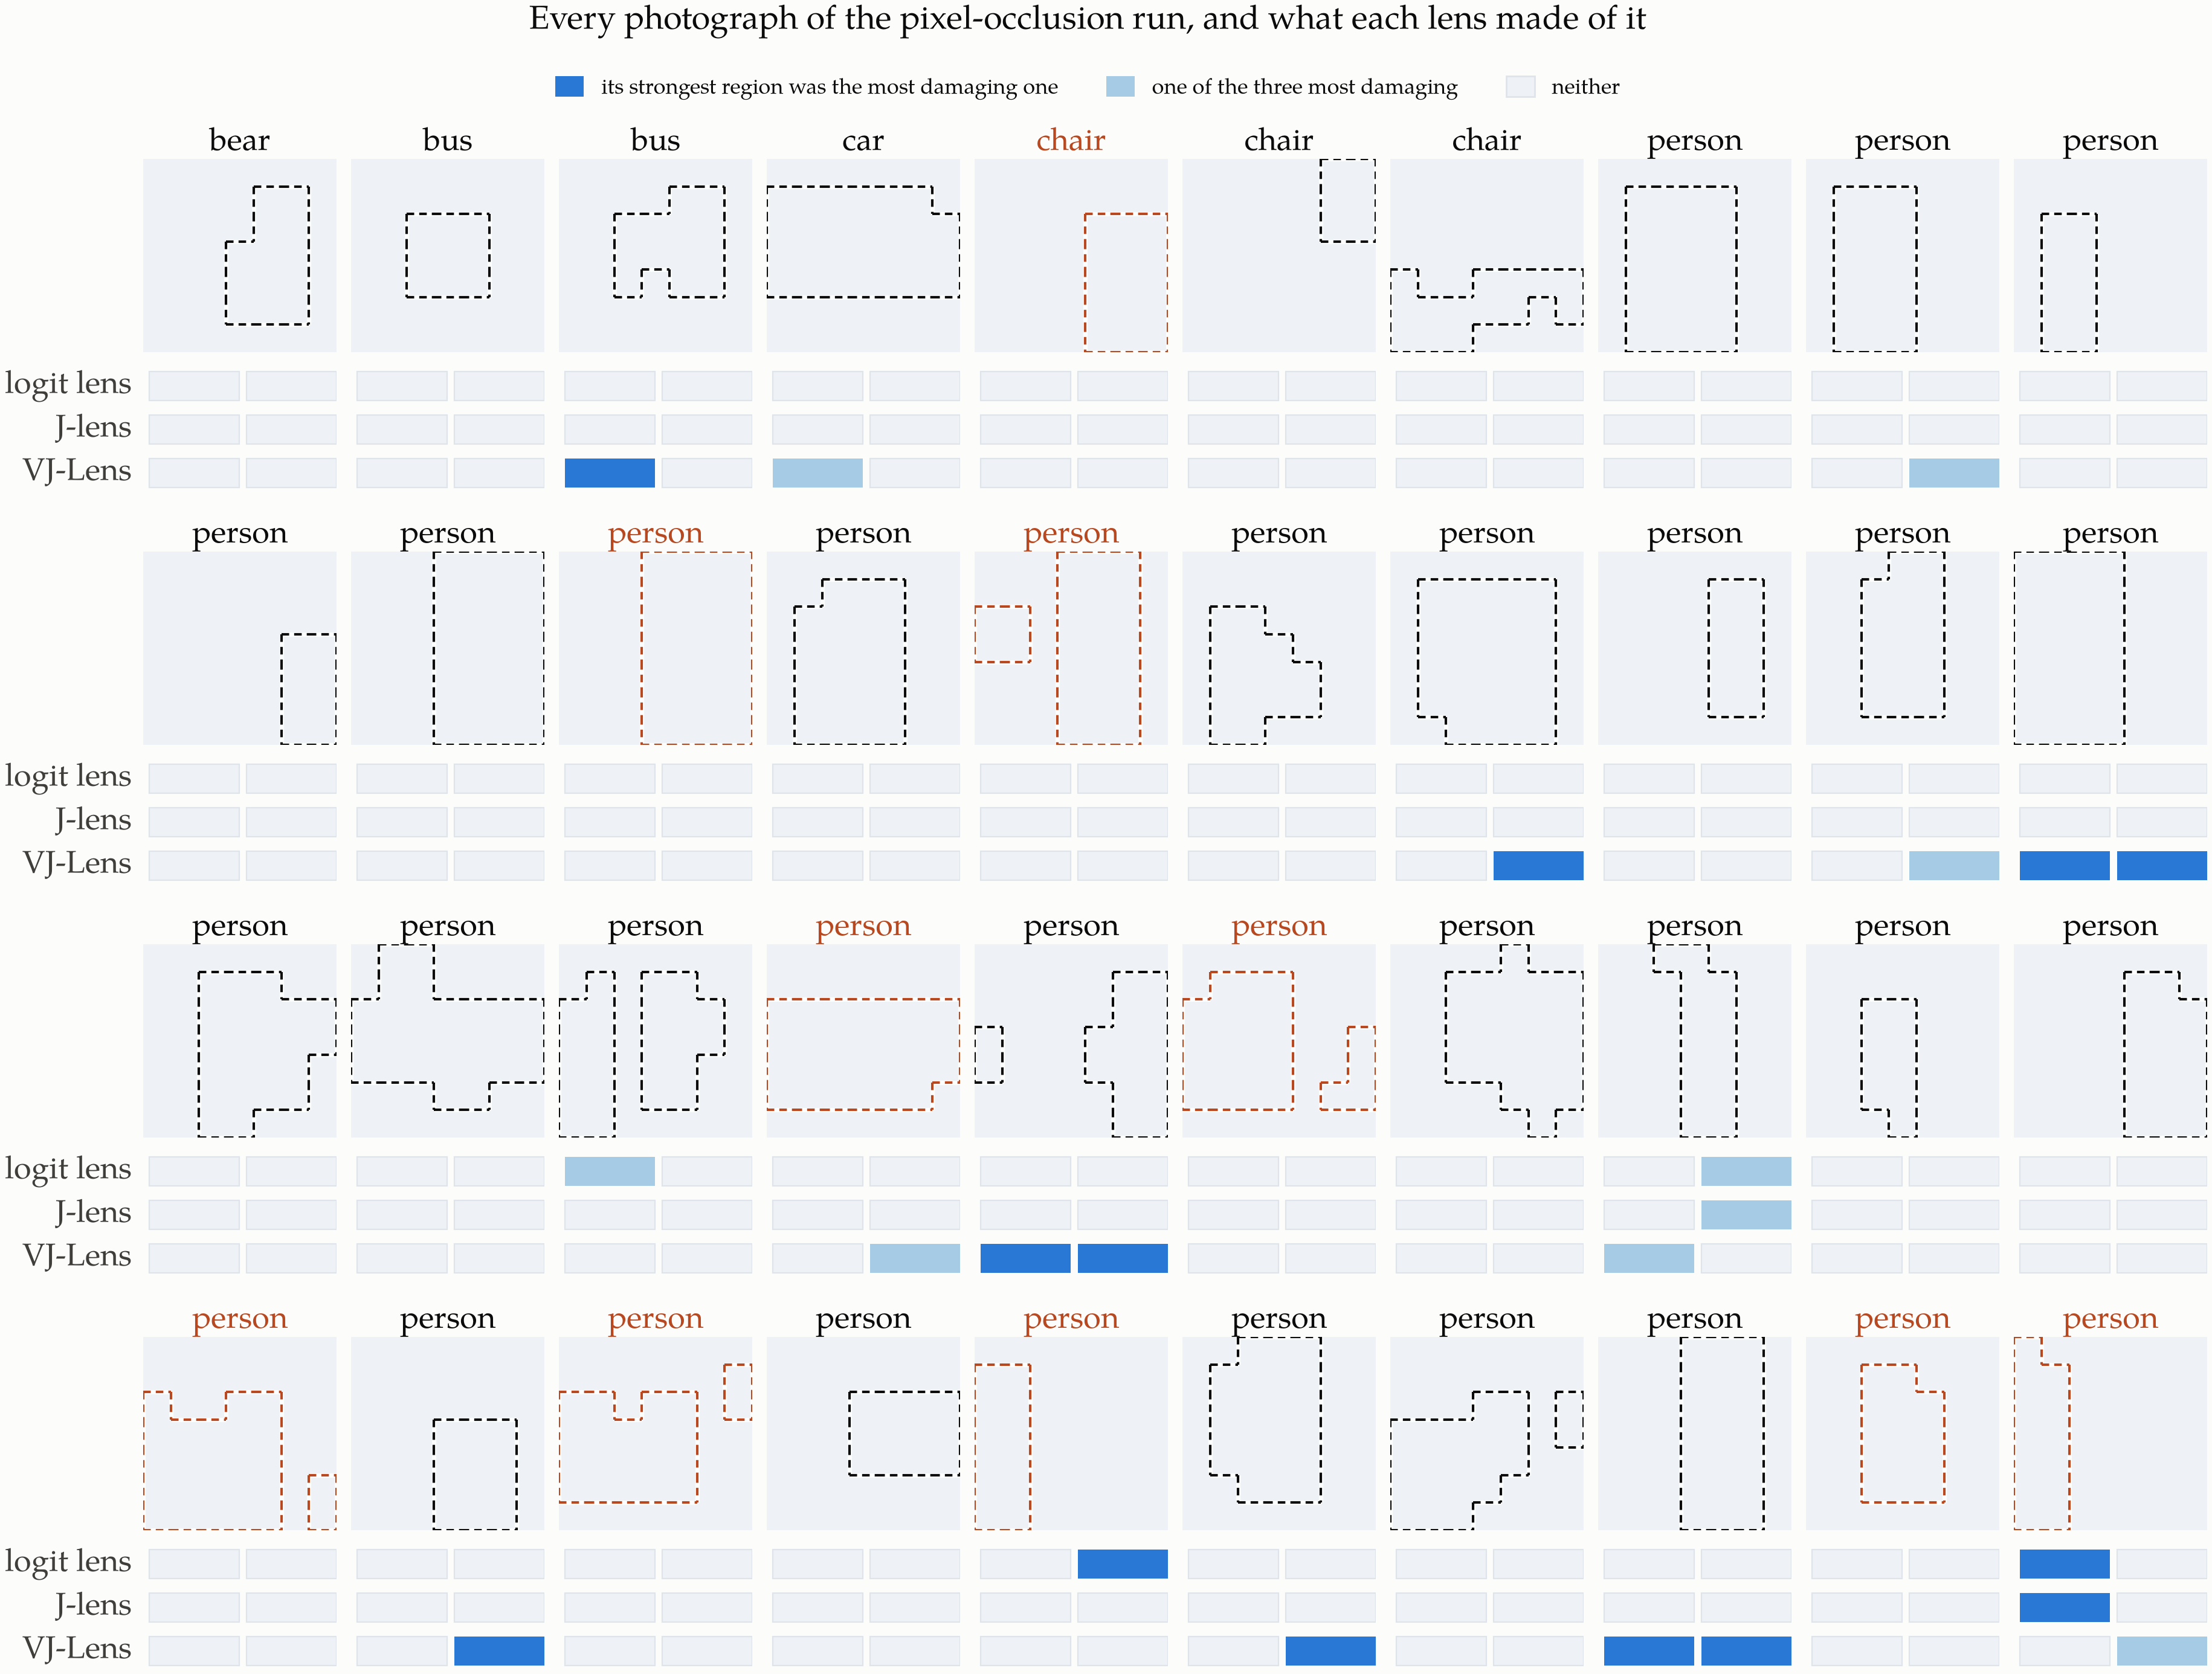 Every photograph of the pixel-occlusion run, and what each lens made of it
its strongest region was the most damaging one one of the three most damaging neither
bear bus bus car chair chair chair person person person
logit lens
J-lens
VJ-Lens
person person person person person person person person person person
logit lens
J-lens
VJ-Lens
person person person person person person person person person person
logit lens
J-lens
VJ-Lens
person person person person person person person person person person
logit lens
J-lens
VJ-Lens